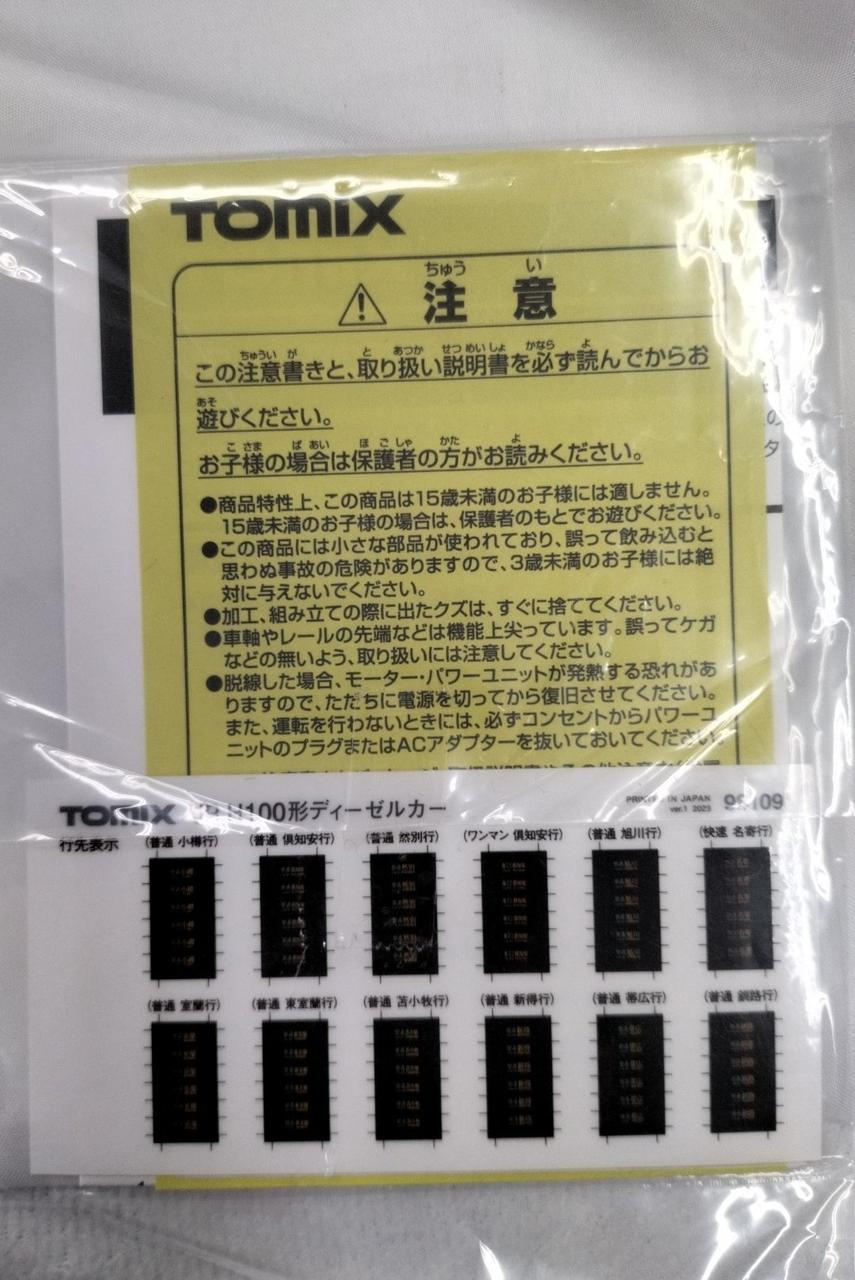 TOMIX
ちゅう い
注 意
ちゅうい が と あつか せつ めい しょ かなら よ
この注意書きと、取り扱い説明書を必ず読んでからお
あそ
遊びください。
こ さま ば あい ほ ご しゃ かた よ
お子様の場合は保護者の方がお読みください。
●商品特性上、この商品は15歳未満のお子様には適しません。
15歳未満のお子様の場合は、保護者のもとでお遊びください。
●この商品には小さな部品が使われており、誤って飲み込むと
思わぬ事故の危険がありますので、3歳未満のお子様には絶
対に与えないでください。
●加工、組み立ての際に出たクズは、すぐに捨ててください。
●車軸やレールの先端などは機能上尖っています。誤ってケガ
などの無いよう、取り扱いには注意してください。
●脱線した場合、モーター・パワーユニットが発熱する恐れがあ
りますので、ただちに電源を切ってから復旧させてください。
また、運転を行わないときには、必ずコンセントからパワーユ
ニットのプラグまたはACアダプターを抜いておいてください。
TOMIX H100形ディーゼルカー PRINTED IN JAPAN
ver.1 2023
行先表示 (普通 小樽行) (普通 倶知安行) (普通 然別行) (ワンマン 倶知安行) (普通 旭川行) (快速 名寄行)
(普通 室蘭行) (普通 東室蘭行) (普通 苫小牧行) (普通 新得行) (普通 帯広行) (普通 釧路行)